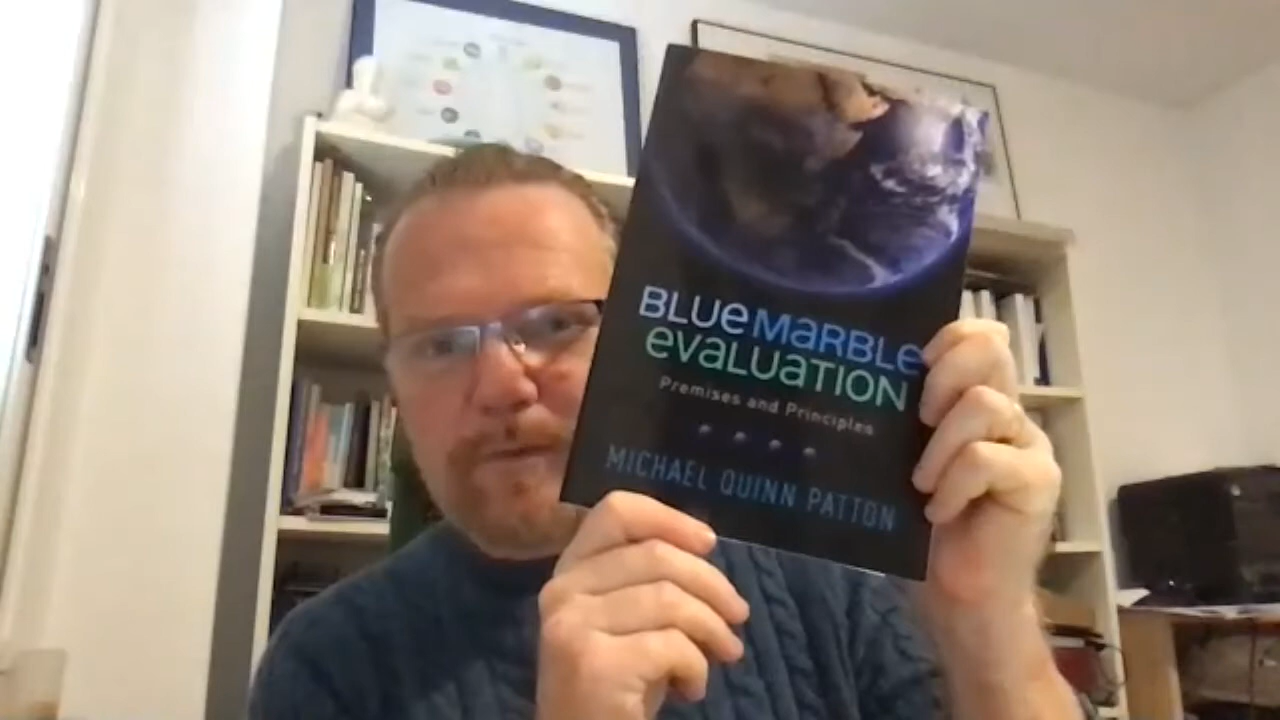 BLUe MaRBLe
evaLUaTION
Premises and Principles
MICHAEL QUINN PATTON